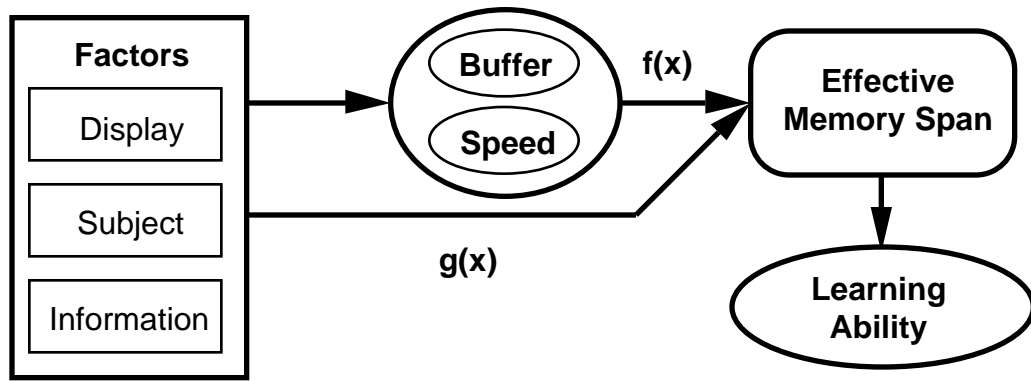 Factors
Display
Subject
Information
Buffer
Speed
f(x)
g(x)
Effective
Memory Span
Learning
Ability